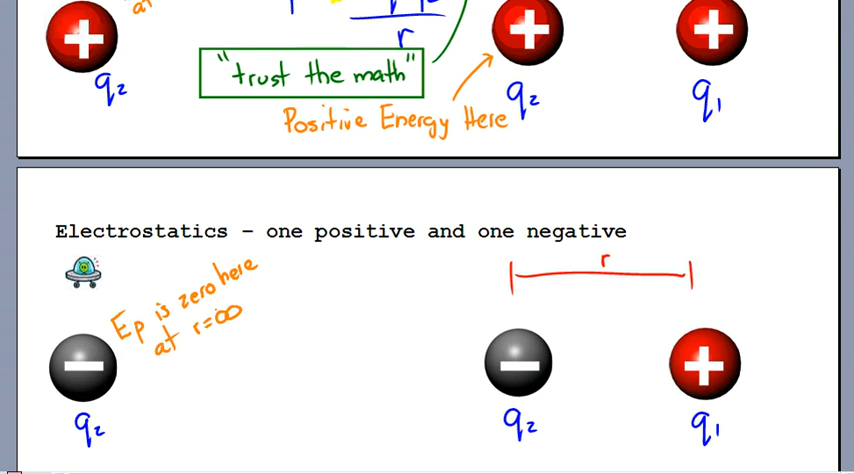 at
r
q₂
"trust the math"
q₂
q₁
Positive Energy Here
Electrostatics – one positive and one negative
r
Ep is zero here
at r=∞
q₂
q₂
q₁